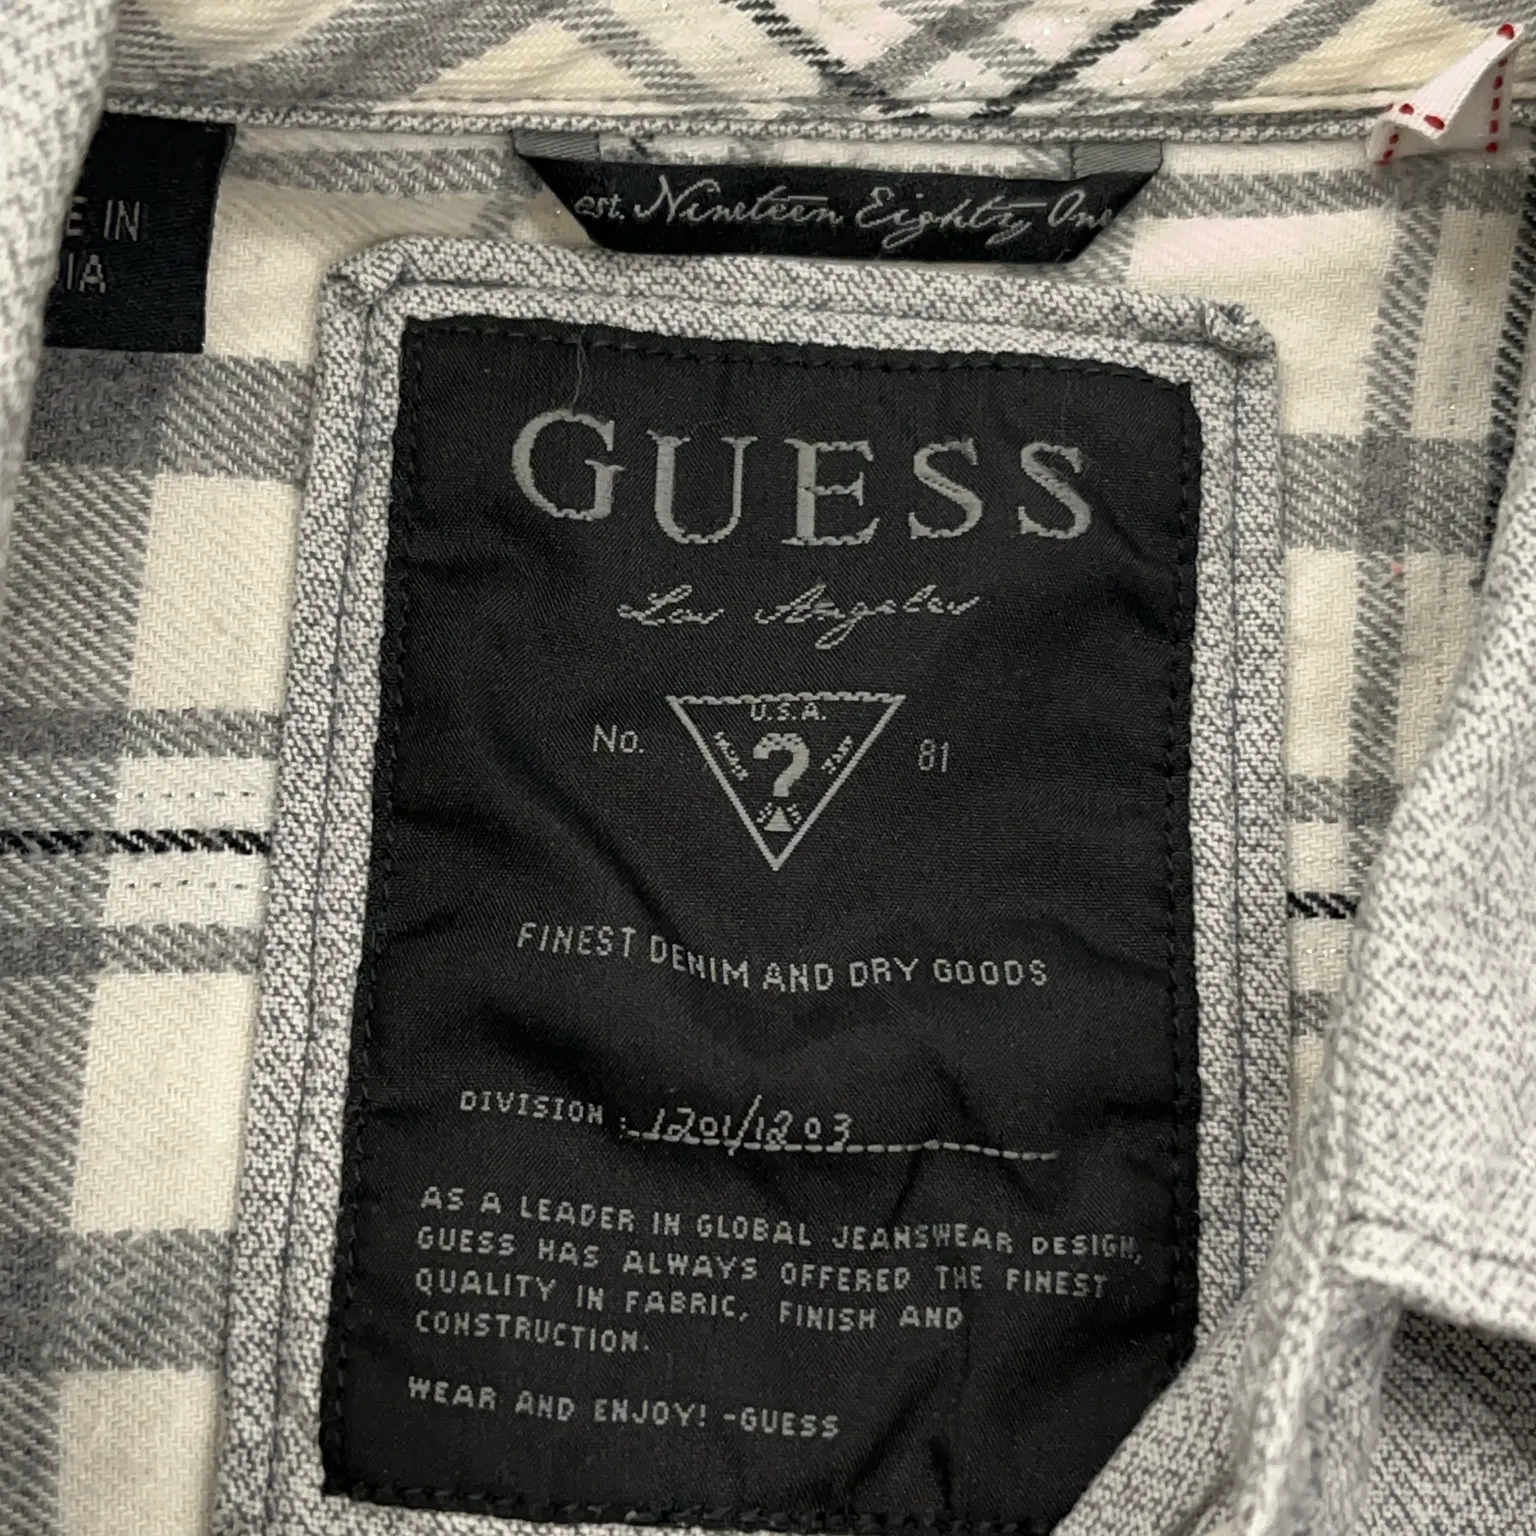 E IN
IA
est. Nineteen Eighty One
GUESS
Los Angeles
No.
U.S.A.
?
81
FINEST DENIM AND DRY GOODS
DIVISION : 1201/1203
AS A LEADER IN GLOBAL JEANSWEAR DESIGN,
GUESS HAS ALWAYS OFFERED THE FINEST
QUALITY IN FABRIC, FINISH AND
CONSTRUCTION.
WEAR AND ENJOY! -GUESS